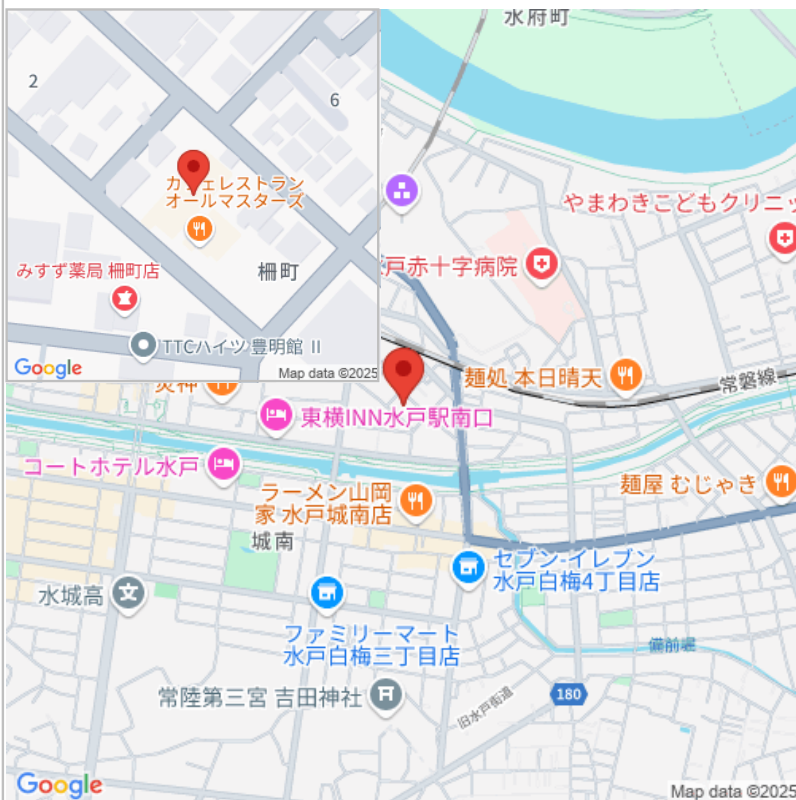 水府町
2
6
カフェレストラン
オールマスターズ
柵町
みすず薬局 柵町店
TTCハイツ 豊明館 II
Google
Map data ©2025
やまわきこどもクリニッ
戸赤十字病院
麺処 本日晴天
常磐線
東横INN水戸駅南口
コートホテル水戸
麺屋 むじゃき
ラーメン山岡
家 水戸城南店
城南
セブン-イレブン
水戸白梅4丁目店
水城高
ファミリーマート
水戸白梅三丁目店
備前堀
常陸第三宮 吉田神社
旧水戸街道
180
Google
Map data ©2025